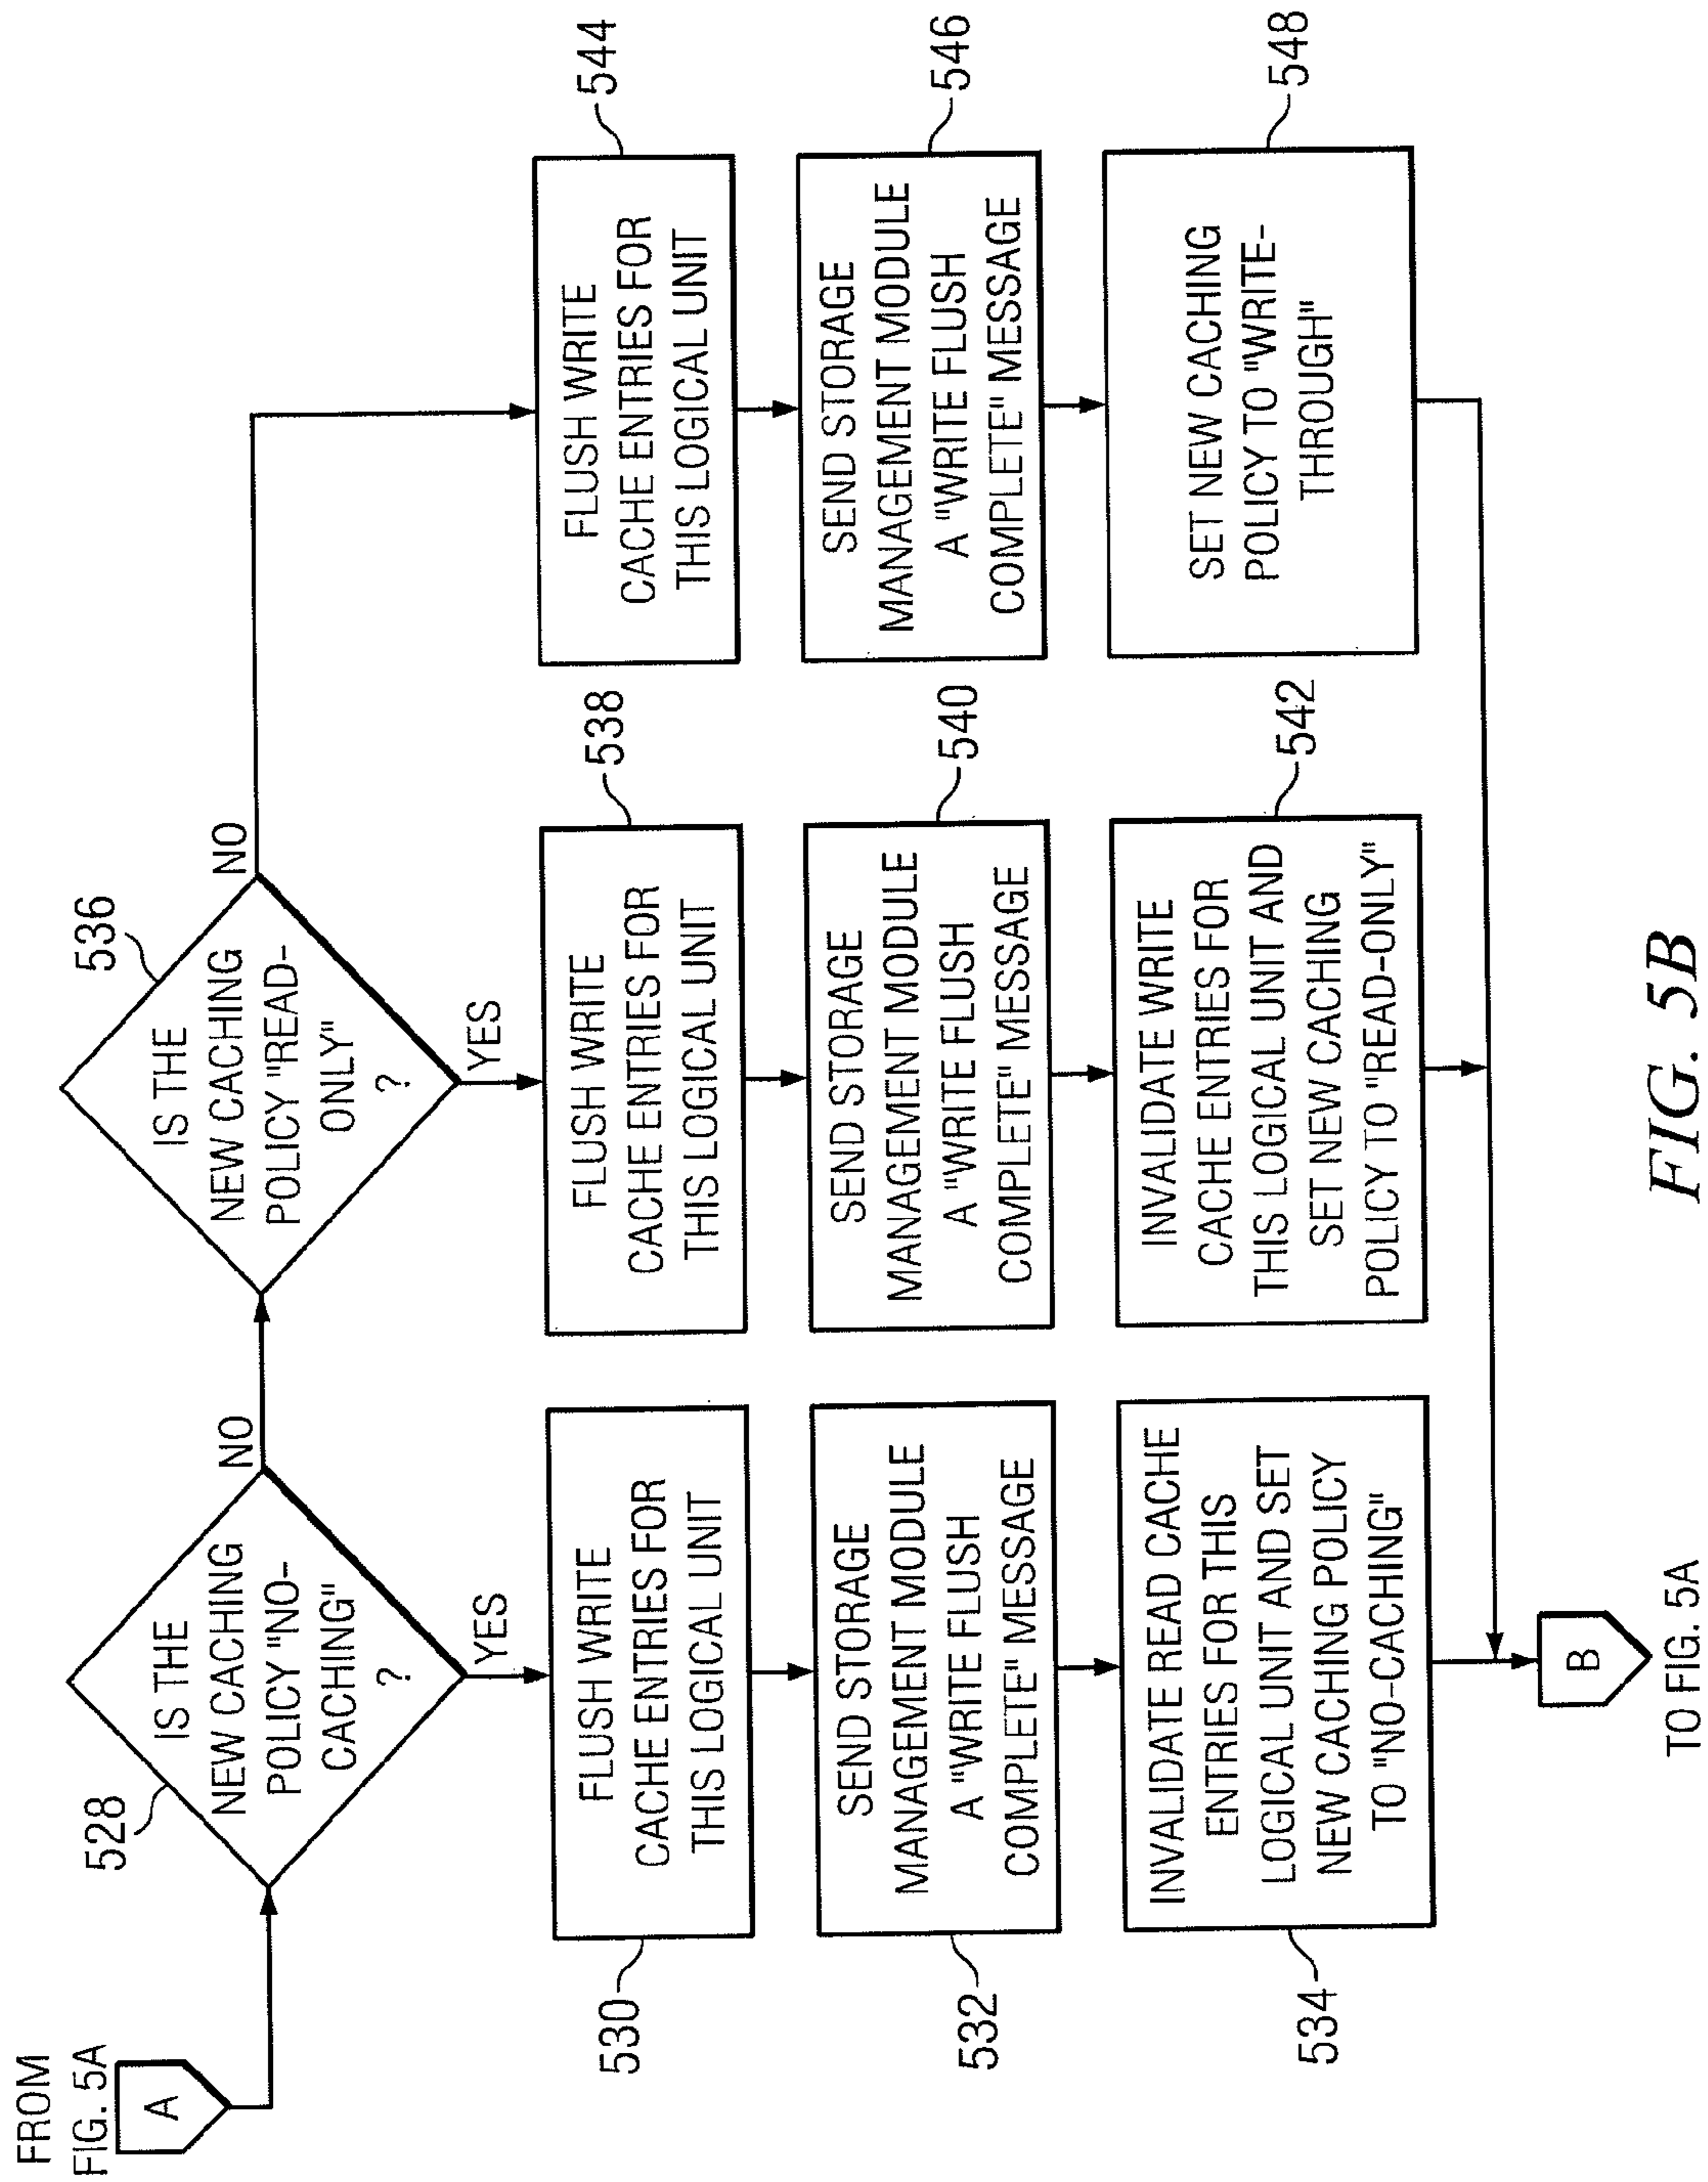 FROM
FIG. 5A
A
528
IS THE
NEW CACHING
POLICY "NO-
CACHING"
?
NO
YES
536
IS THE
NEW CACHING
POLICY "READ-
ONLY"
?
NO
YES
530
FLUSH WRITE
CACHE ENTRIES FOR
THIS LOGICAL UNIT
532
SEND STORAGE
MANAGEMENT MODULE
A "WRITE FLUSH
COMPLETE" MESSAGE
534
INVALIDATE READ CACHE
ENTRIES FOR THIS
LOGICAL UNIT AND SET
NEW CACHING POLICY
TO "NO-CACHING"
538
FLUSH WRITE
CACHE ENTRIES FOR
THIS LOGICAL UNIT
540
SEND STORAGE
MANAGEMENT MODULE
A "WRITE FLUSH
COMPLETE" MESSAGE
542
INVALIDATE WRITE
CACHE ENTRIES FOR
THIS LOGICAL UNIT AND
SET NEW CACHING
POLICY TO "READ-ONLY"
544
FLUSH WRITE
CACHE ENTRIES FOR
THIS LOGICAL UNIT
546
SEND STORAGE
MANAGEMENT MODULE
A "WRITE FLUSH
COMPLETE" MESSAGE
548
SET NEW CACHING
POLICY TO "WRITE-
THROUGH"
B
TO FIG. 5A
FIG. 5B